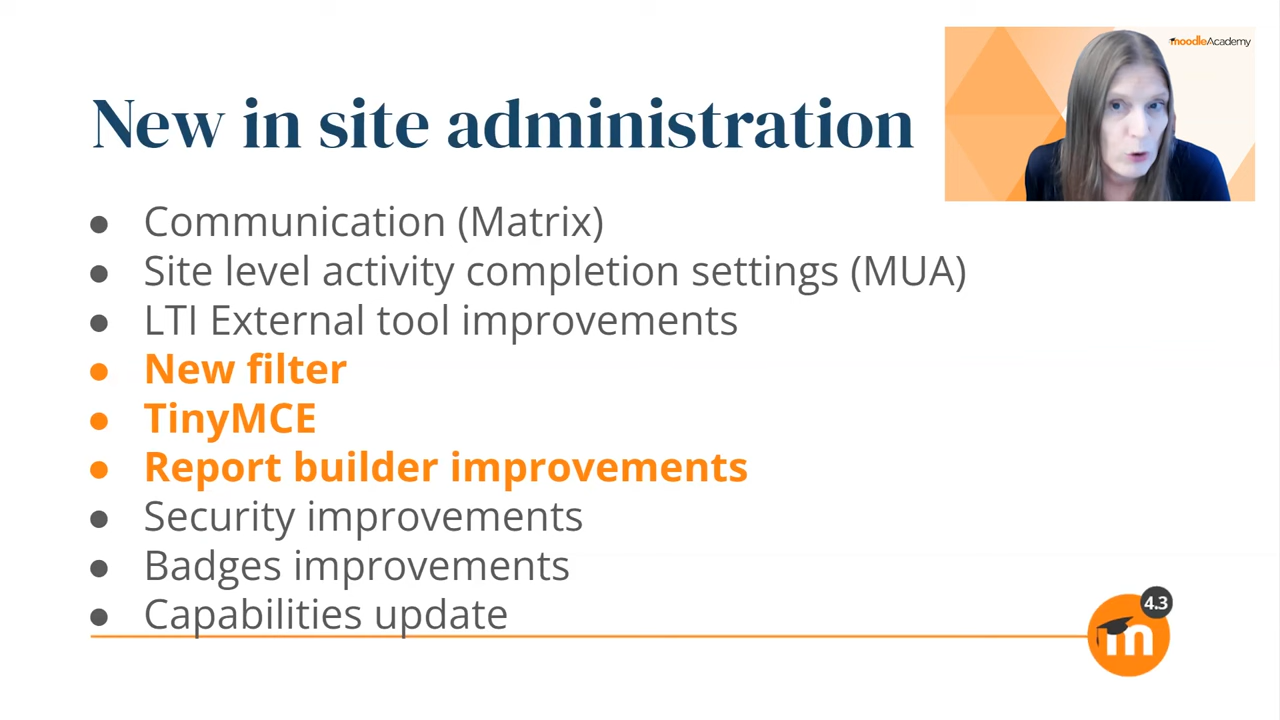 moodleAcademy
New in site administration
● Communication (Matrix)
● Site level activity completion settings (MUA)
● LTI External tool improvements
● New filter
● TinyMCE
● Report builder improvements
● Security improvements
● Badges improvements
● Capabilities update
4.3
m